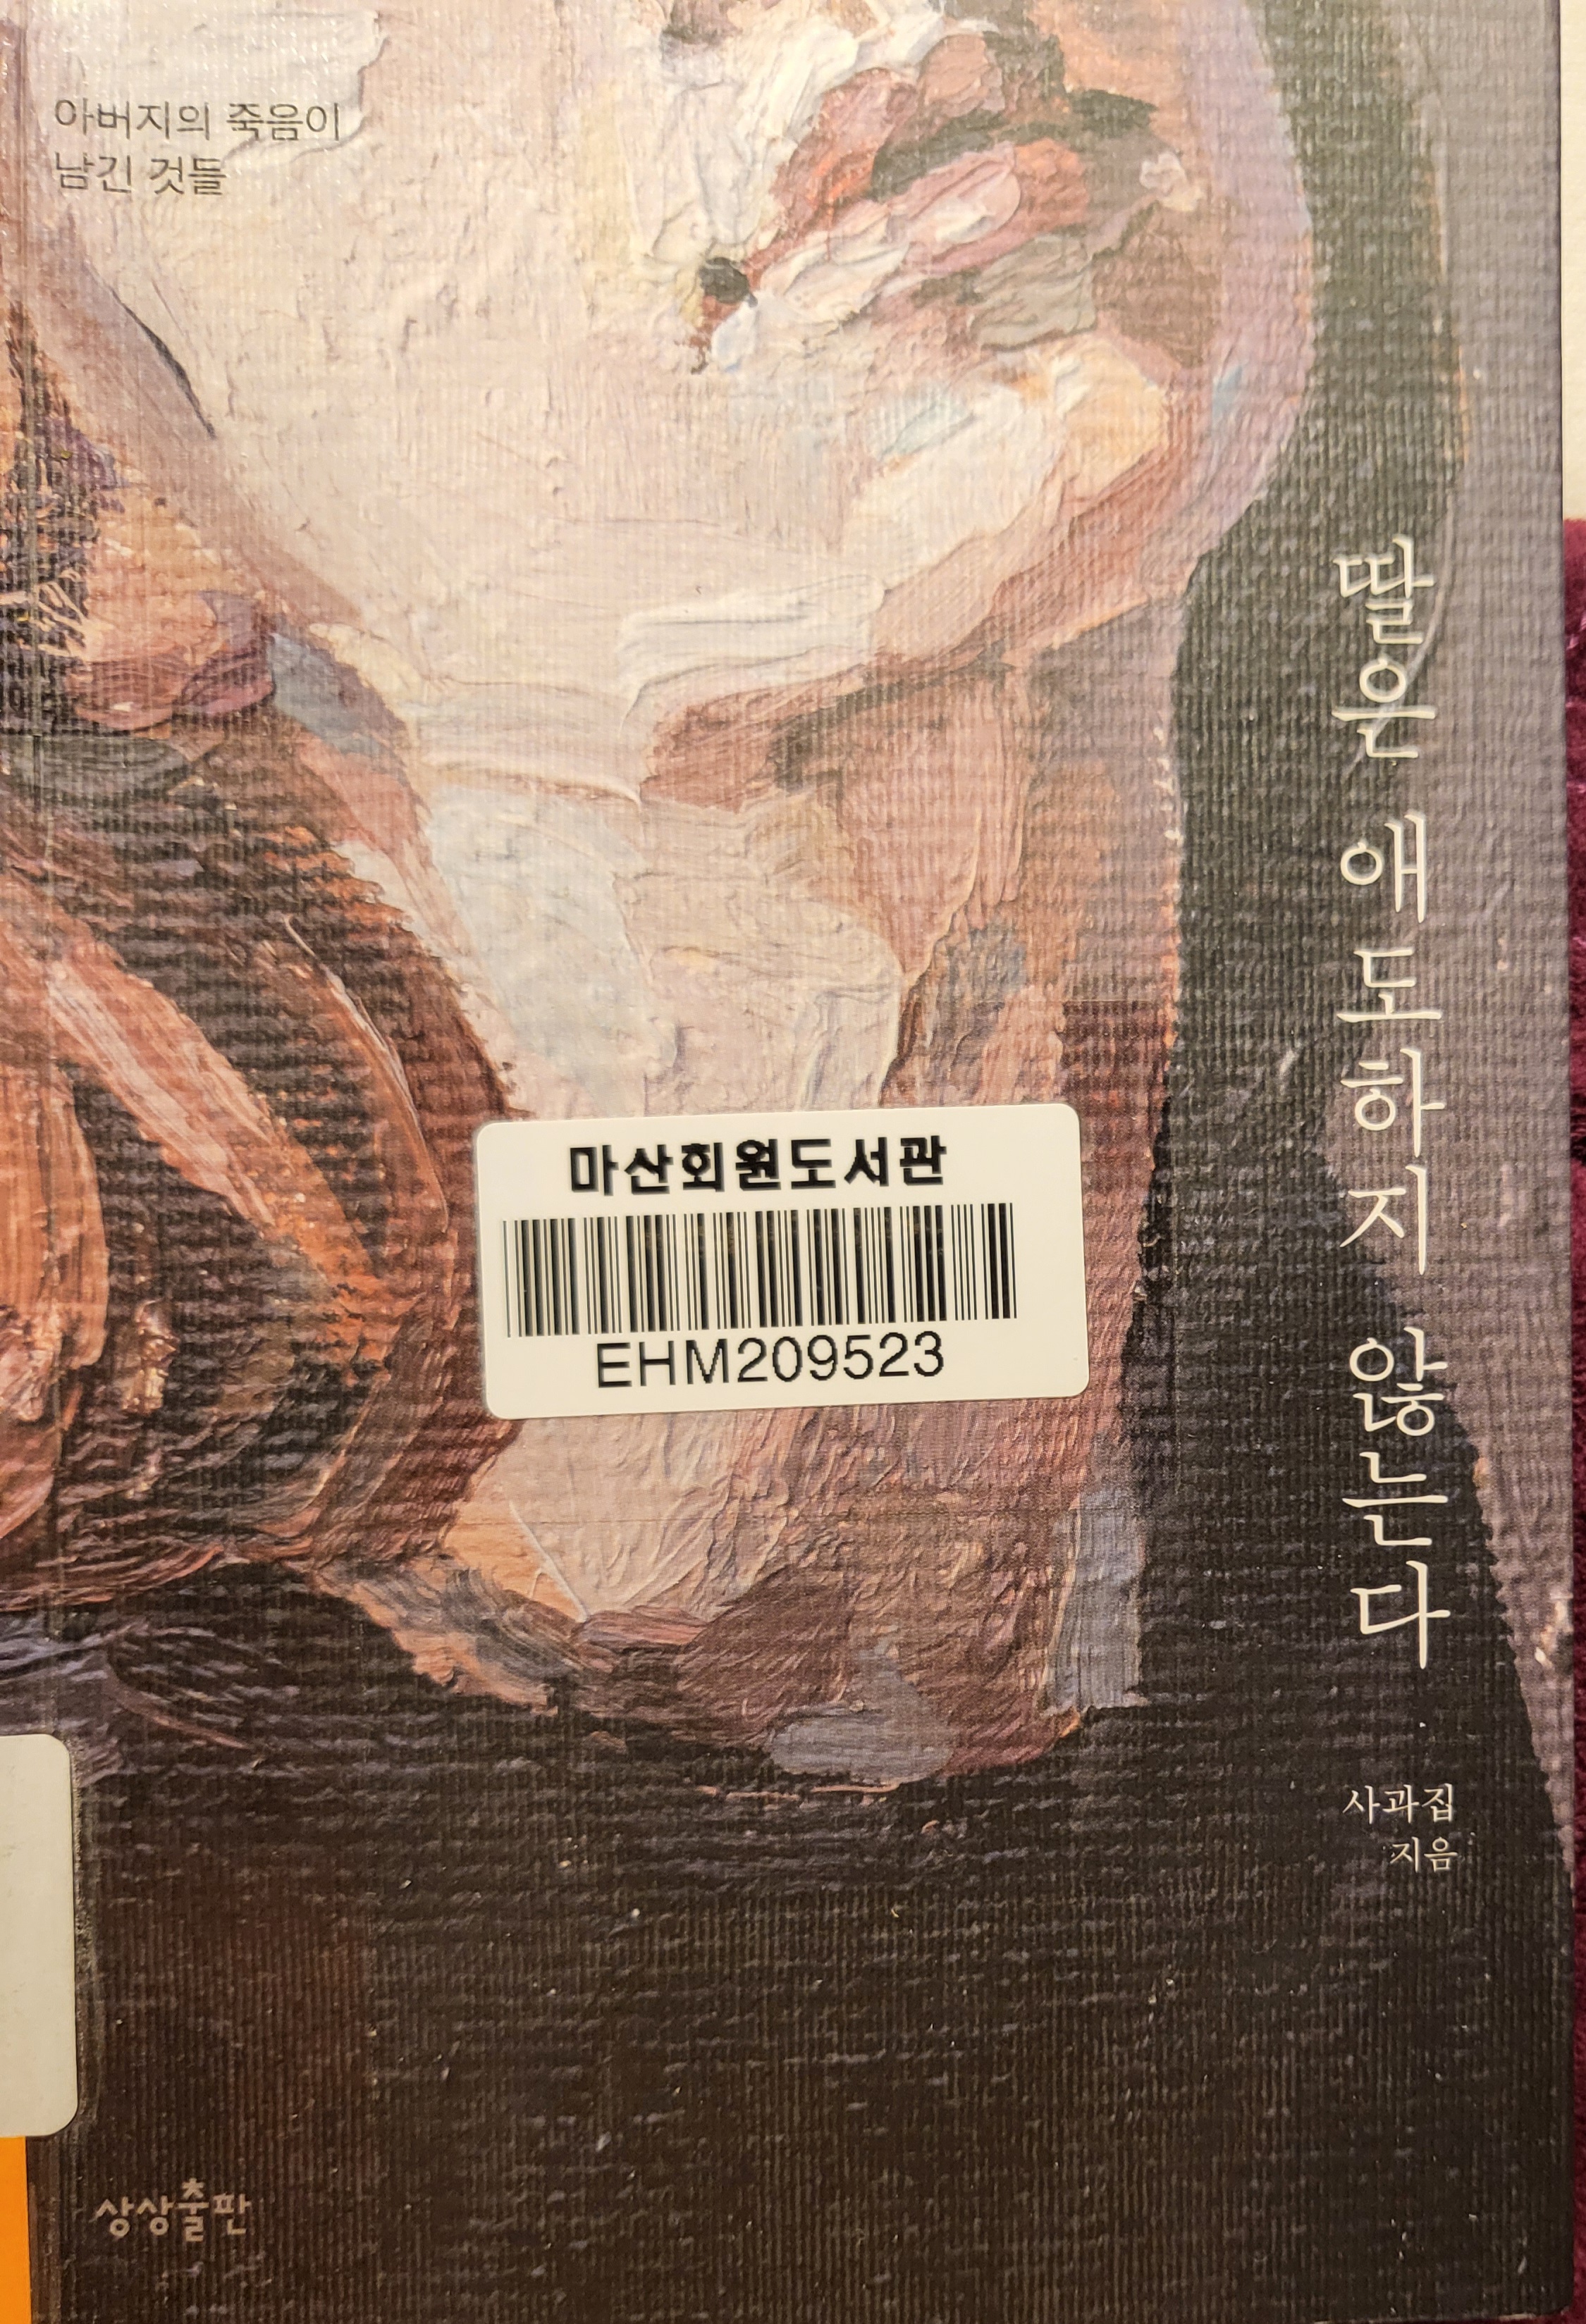 아버지의 죽음이
남긴 것들
딸은 애도하지 않는다
사과집
지음
마산회원도서관
EHM209523
상상출판